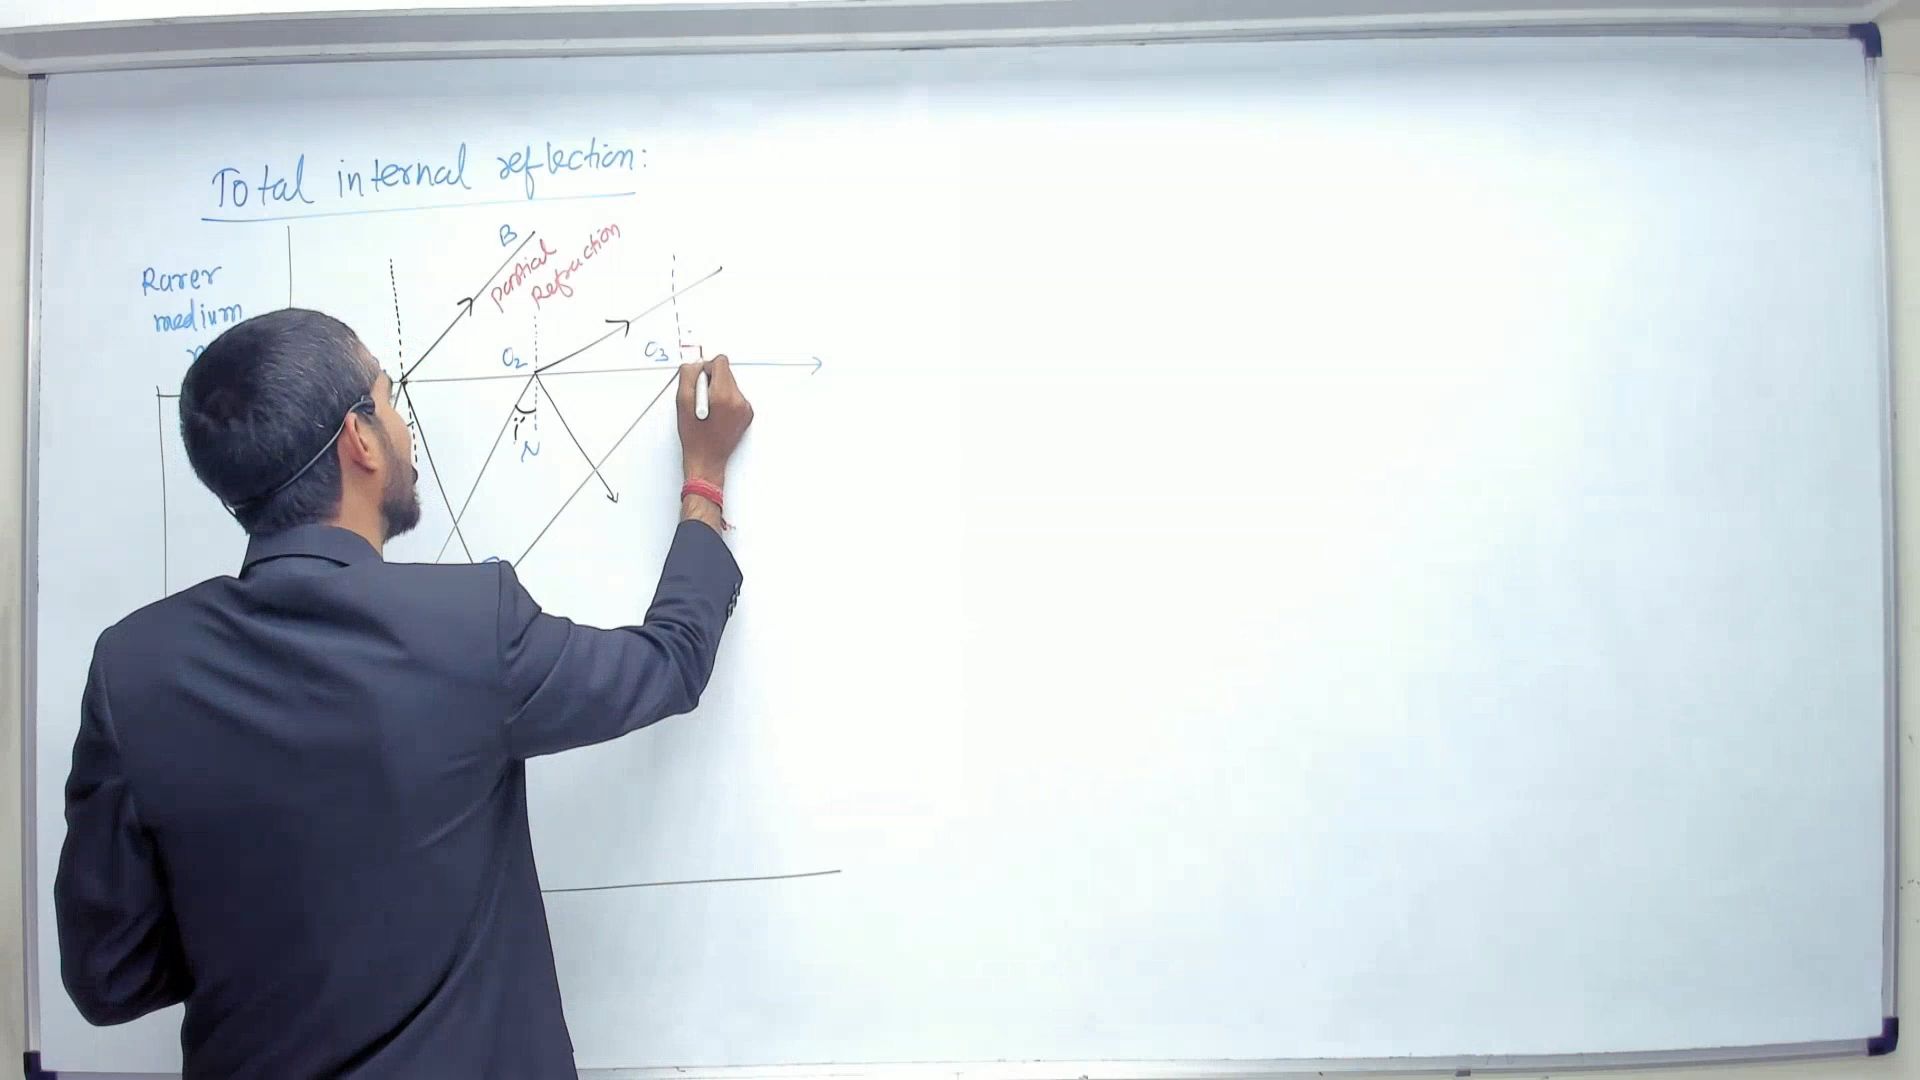 Total internal reflection:
B
partial
Refraction
Rarer
medium
O2
O3
i
N